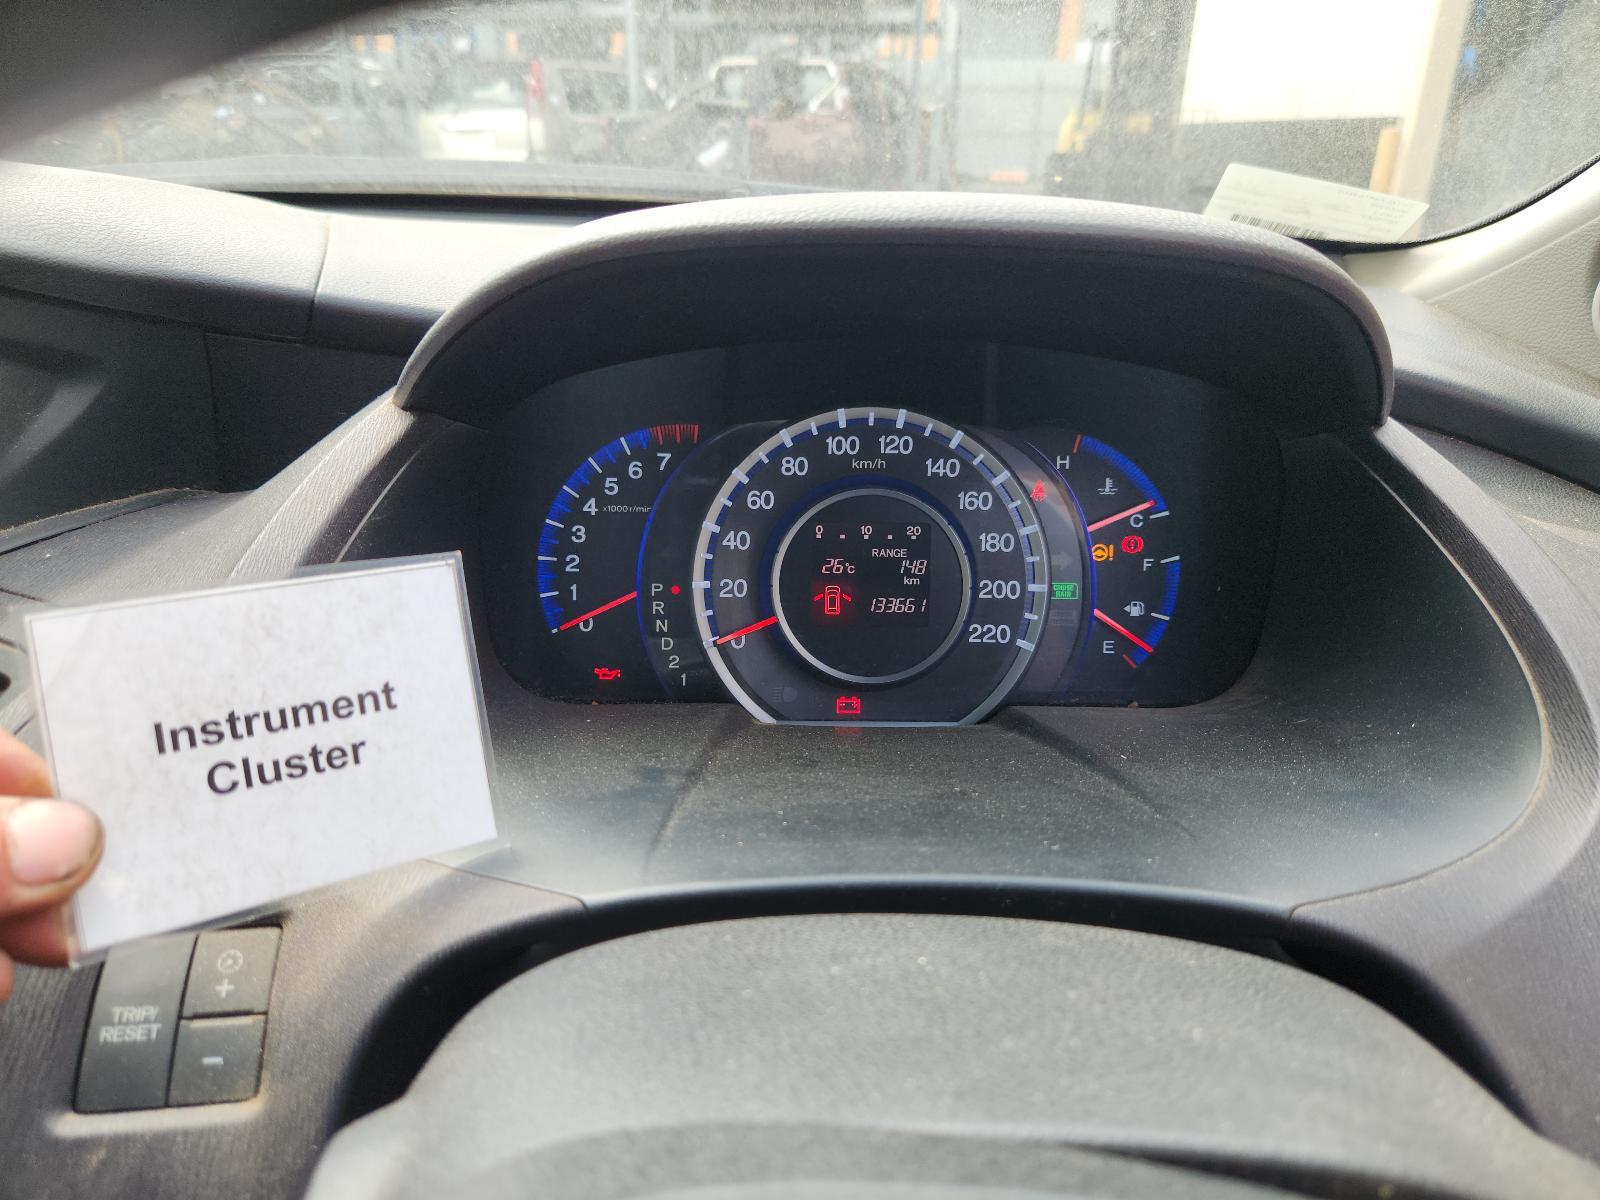 Instrument
Cluster
TRIP/
RESET
+
-
7
6
5
4
x1000r/min
3
2
1
0
P
R
N
D
2
1
100
120
km/h
80
140
60
160
40
180
20
200
0
220
0 10 20
RANGE
26°C 148
km
133661
H
C
F
E